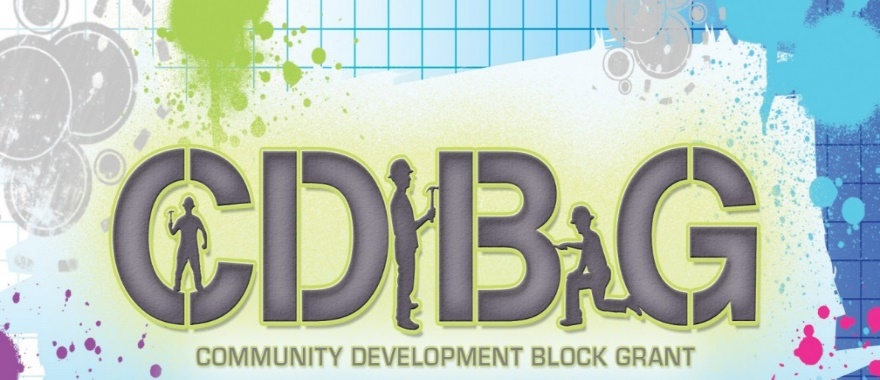 CDBG
COMMUNITY DEVELOPMENT BLOCK GRANT